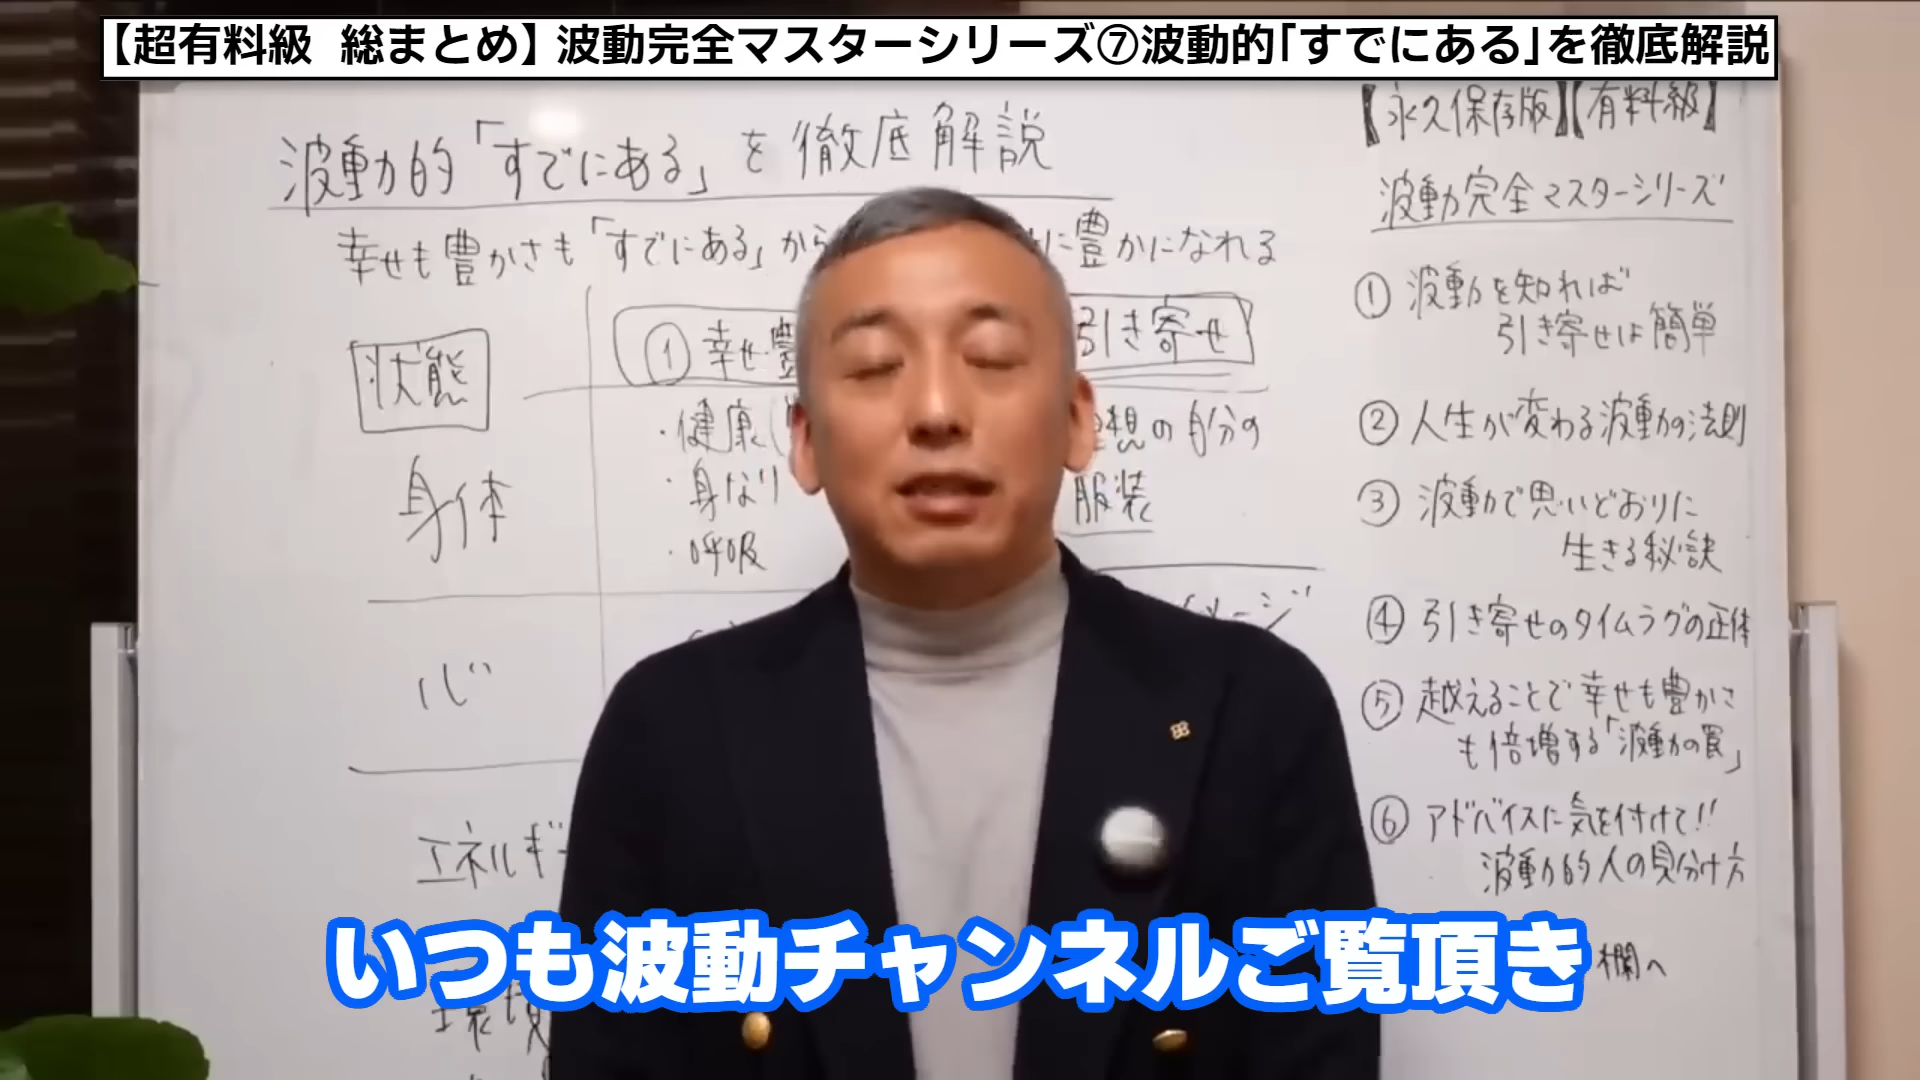 【超有料級 総まとめ】波動完全マスターシリーズ⑦波動的｢すでにある｣を徹底解説
波動的「すでにある」を徹底解説
幸せも豊かさも「すでにある」から
に豊かになれる
状態
① 幸せ・豊
引き寄せ
・健康
・身なり
・呼吸
理想の自分の
服装
身体
心
イメージ
エネルギー
環境
【永久保存版】【有料級】
波動完全マスターシリーズ
① 波動を知れば
引き寄せは簡単
② 人生が変わる波動の法則
③ 波動で思いどおりに
生きる秘訣
④ 引き寄せのタイムラグの正体
⑤ 越えることで幸せも豊かさ
も倍増する「波動の罠」
⑥ アドバイスに気を付けて!!
波動的人の見分け方
欄へ
いつも波動チャンネルご覧頂き